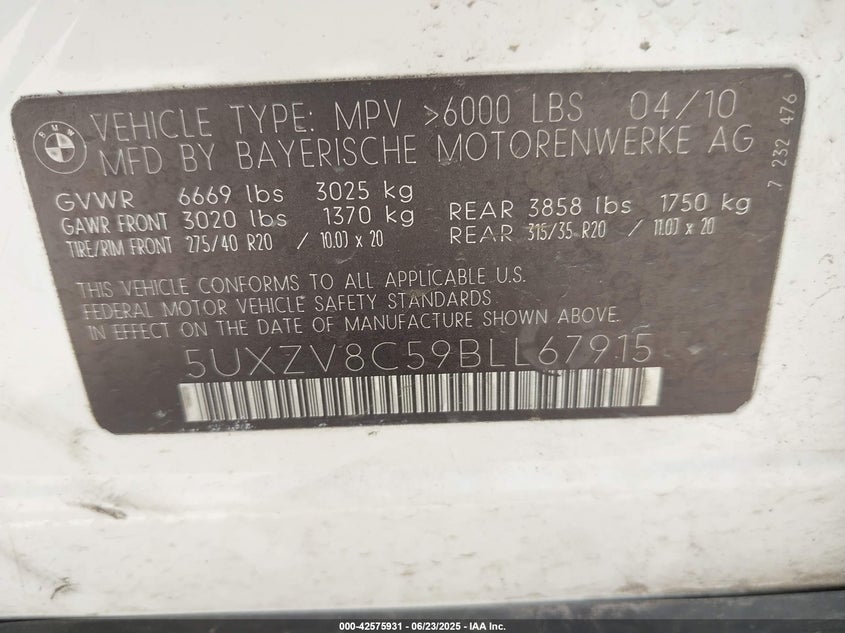 BMW
VEHICLE TYPE: MPV >6000 LBS 04/10
MFD BY BAYERISCHE MOTORENWERKE AG
7 232 476
GVWR 6669 lbs 3025 kg
GAWR FRONT 3020 lbs 1370 kg REAR 3858 lbs 1750 kg
TIRE/RIM FRONT 275/40 R20 / 10.0J x 20 REAR 315/35 R20 / 11.0J x 20
THIS VEHICLE CONFORMS TO ALL APPLICABLE U.S.
FEDERAL MOTOR VEHICLE SAFETY STANDARDS
IN EFFECT ON THE DATE OF MANUFACTURE SHOWN ABOVE.
5UXZV8C59BLL67915
000-42575931 - 06/23/2025 - IAA Inc.